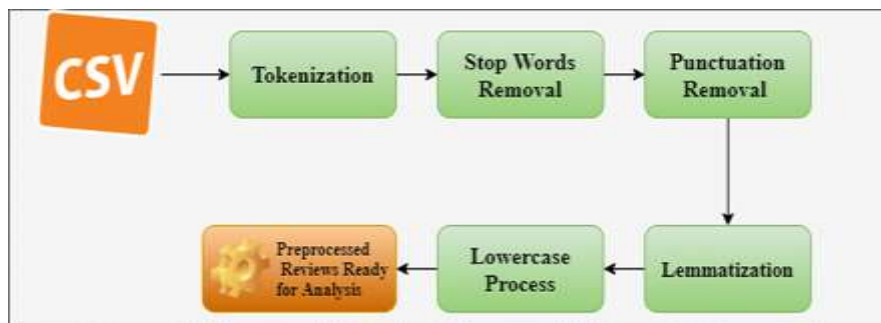 CSV
Tokenization
Stop Words
Removal
Punctuation
Removal
Lemmatization
Lowercase
Process
Preprocessed
Reviews Ready
for Analysis